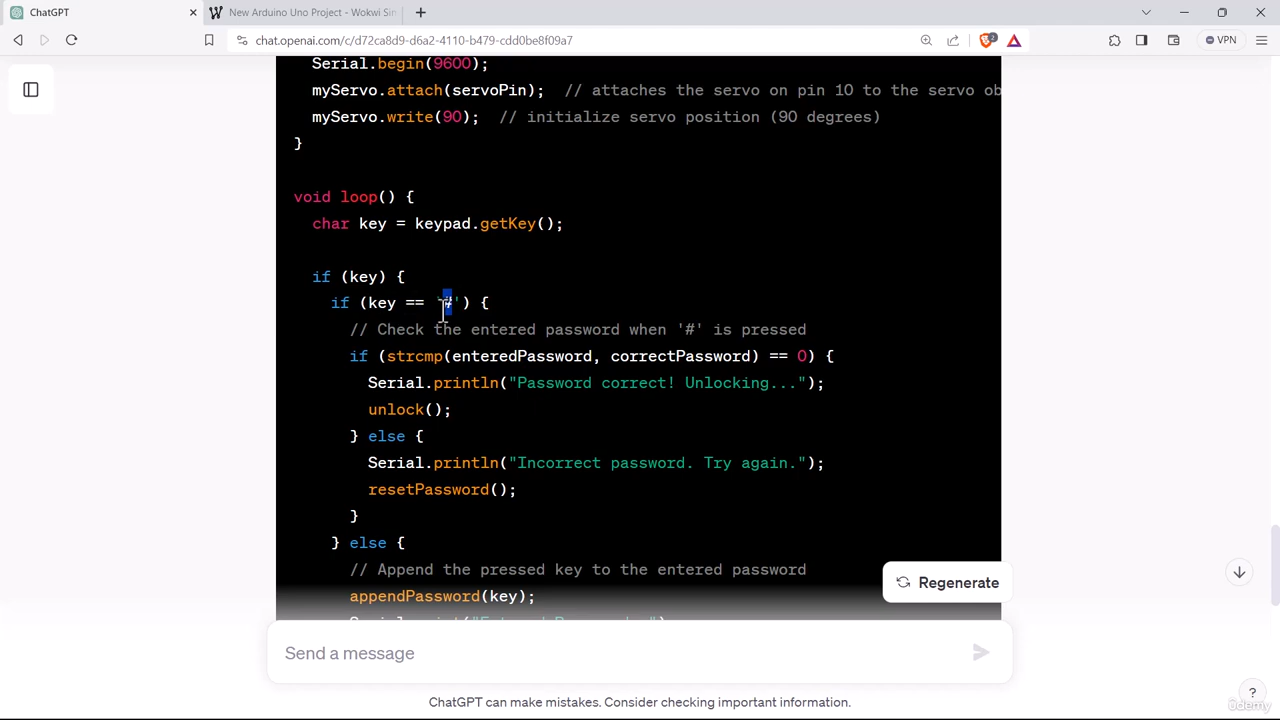 ChatGPT
New Arduino Uno Project - Wokwi Sim
chat.openai.com/c/d72ca8d9-d6a2-4110-b479-cdd0be8f09a7
2
VPN
Serial.begin(9600);
myServo.attach(servoPin);  // attaches the servo on pin 10 to the servo ob
myServo.write(90);  // initialize servo position (90 degrees)
}
void loop() {
char key = keypad.getKey();
if (key) {
if (key == '#') {
// Check the entered password when '#' is pressed
if (strcmp(enteredPassword, correctPassword) == 0) {
Serial.println("Password correct! Unlocking...");
unlock();
} else {
Serial.println("Incorrect password. Try again.");
resetPassword();
}
} else {
// Append the pressed key to the entered password
appendPassword(key);
Regenerate
Send a message
ChatGPT can make mistakes. Consider checking important information.
?
ûdemy